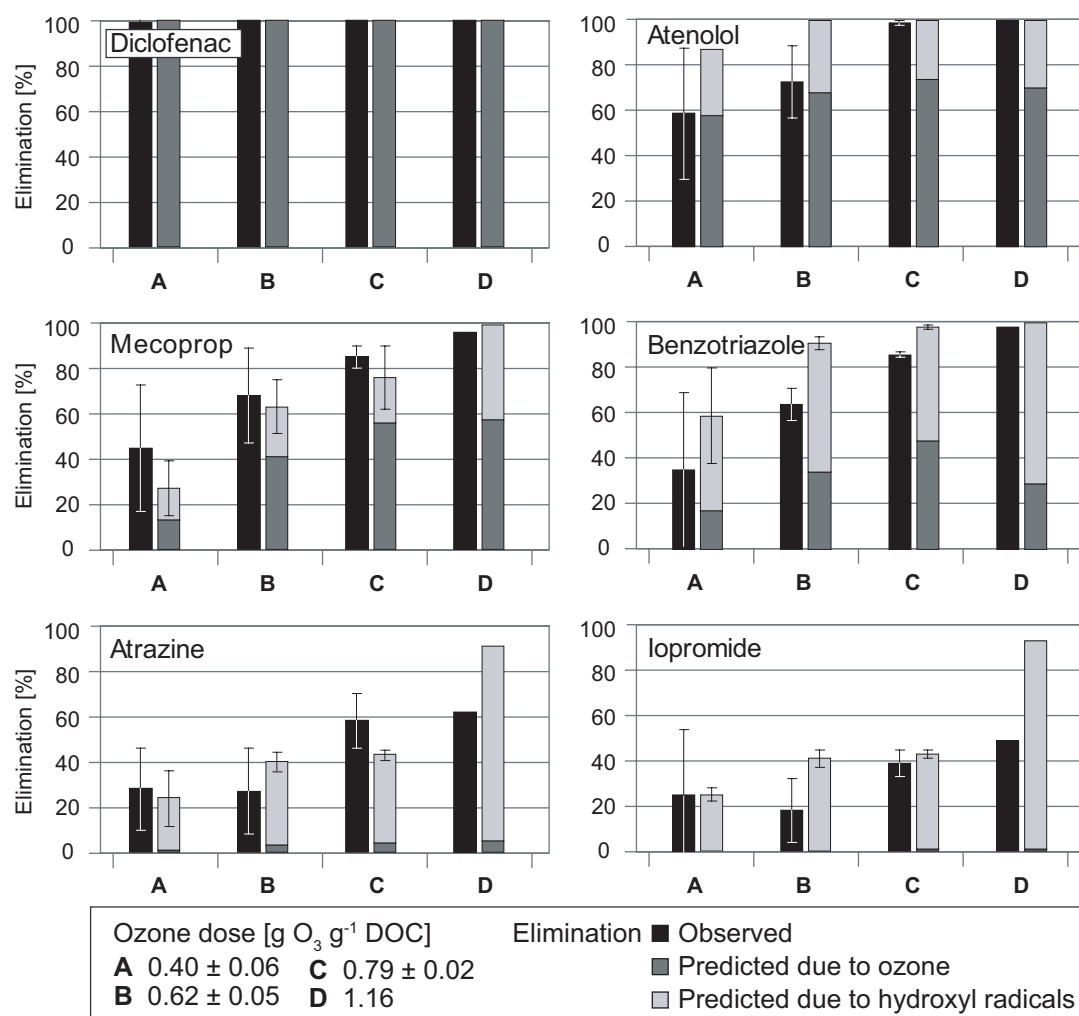 Diclofenac
Elimination [%]
100
80
60
40
20
0
A B C D
Atenolol
100
80
60
40
20
0
A B C D
Mecoprop
Elimination [%]
100
80
60
40
20
0
A B C D
Benzotriazole
100
80
60
40
20
0
A B C D
Atrazine
Elimination [%]
100
80
60
40
20
0
A B C D
Iopromide
100
80
60
40
20
0
A B C D
Ozone dose [g O₃ g⁻¹ DOC]
A 0.40 ± 0.06 C 0.79 ± 0.02
B 0.62 ± 0.05 D 1.16
Elimination Observed
Predicted due to ozone
Predicted due to hydroxyl radicals